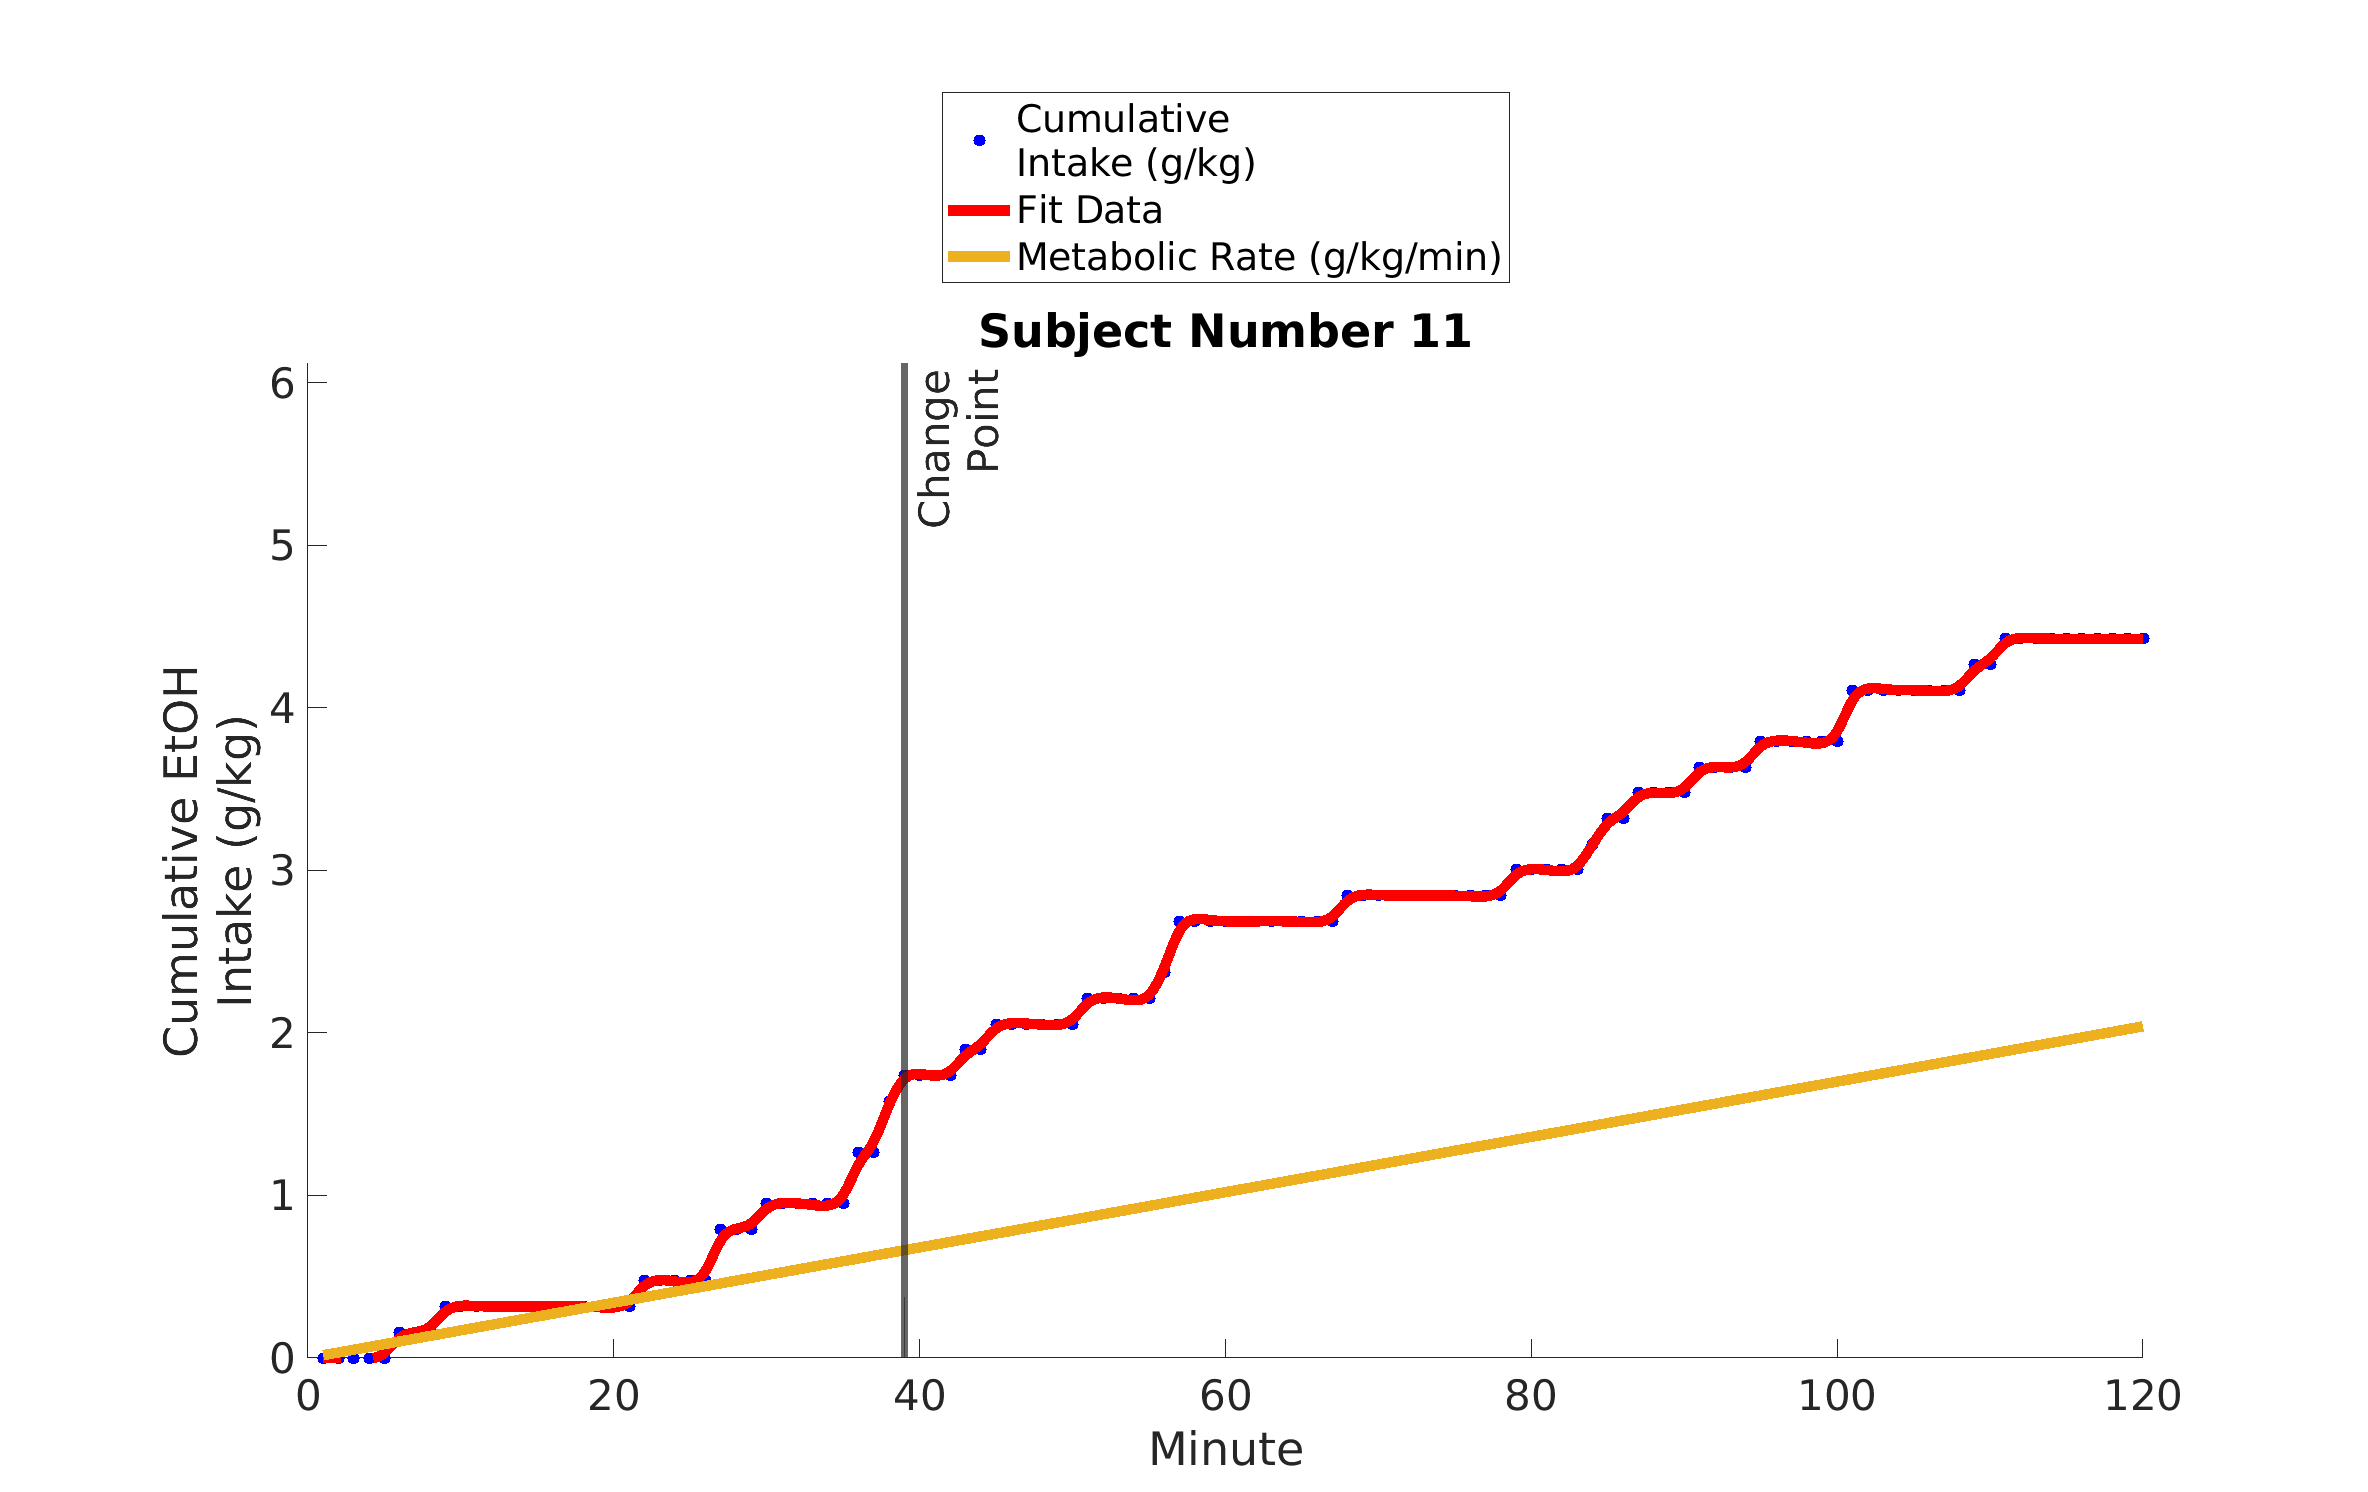 Cumulative
Intake (g/kg)
Fit Data
Metabolic Rate (g/kg/min)
Subject Number 11
Change
Point
Cumulative EtOH
Intake (g/kg)
6
5
4
3
2
1
0
0 20 40 60 80 100 120
Minute